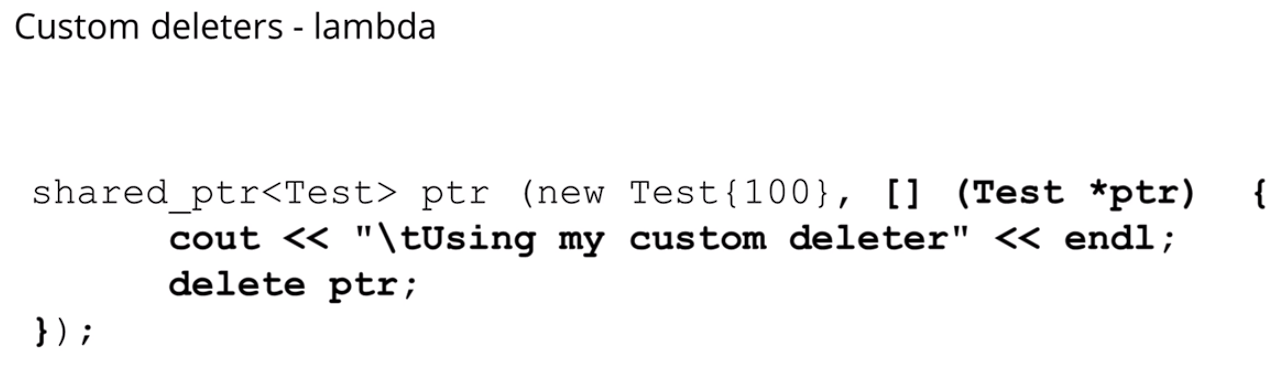 Custom deleters - lambda
shared_ptr<Test> ptr (new Test{100}, [] (Test *ptr) {
cout << "\tUsing my custom deleter" << endl;
delete ptr;
});